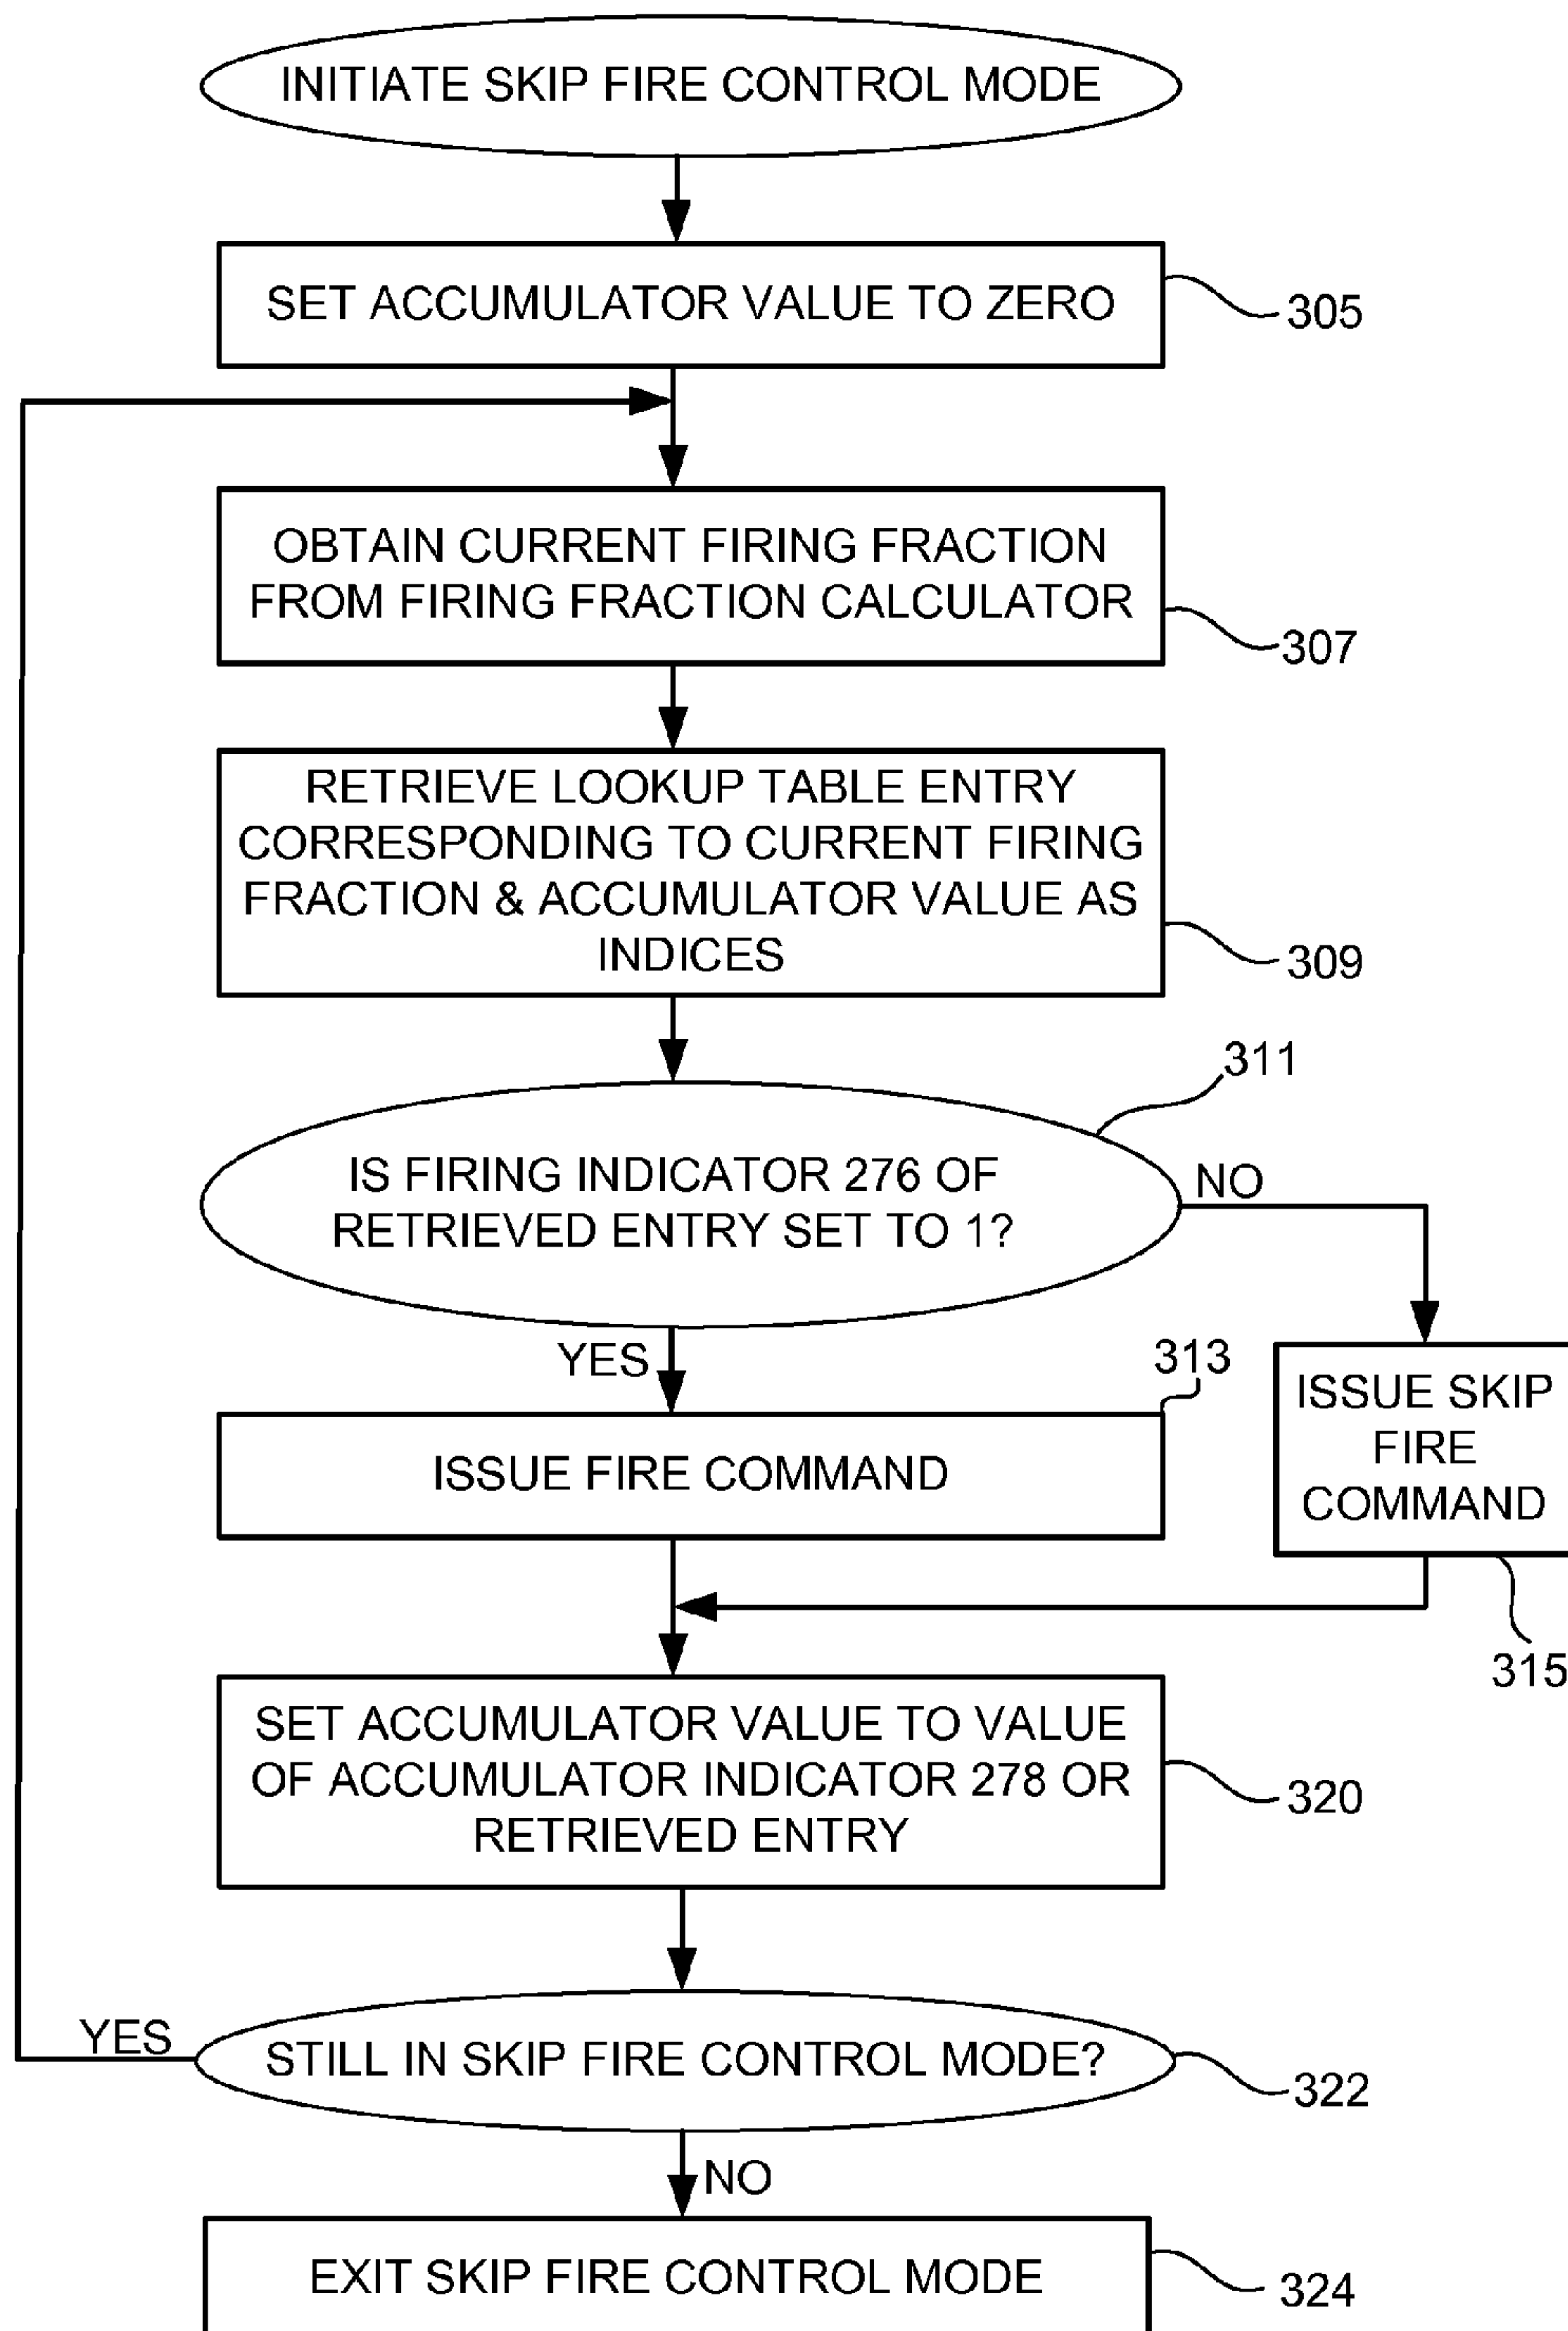 INITIATE SKIP FIRE CONTROL MODE
SET ACCUMULATOR VALUE TO ZERO
305
OBTAIN CURRENT FIRING FRACTION
FROM FIRING FRACTION CALCULATOR
307
RETRIEVE LOOKUP TABLE ENTRY
CORRESPONDING TO CURRENT FIRING
FRACTION & ACCUMULATOR VALUE AS
INDICES
309
311
IS FIRING INDICATOR 276 OF
RETRIEVED ENTRY SET TO 1?
NO
YES
313
ISSUE FIRE COMMAND
ISSUE SKIP
FIRE
COMMAND
315
SET ACCUMULATOR VALUE TO VALUE
OF ACCUMULATOR INDICATOR 278 OR
RETRIEVED ENTRY
320
YES
STILL IN SKIP FIRE CONTROL MODE?
322
NO
EXIT SKIP FIRE CONTROL MODE
324